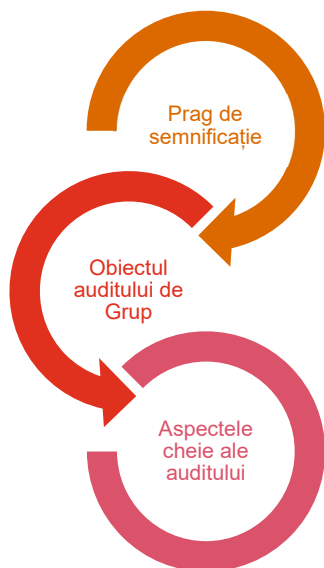 Prag de
semnificație
Obiectul
auditului de
Grup
Aspectele
cheie ale
auditului